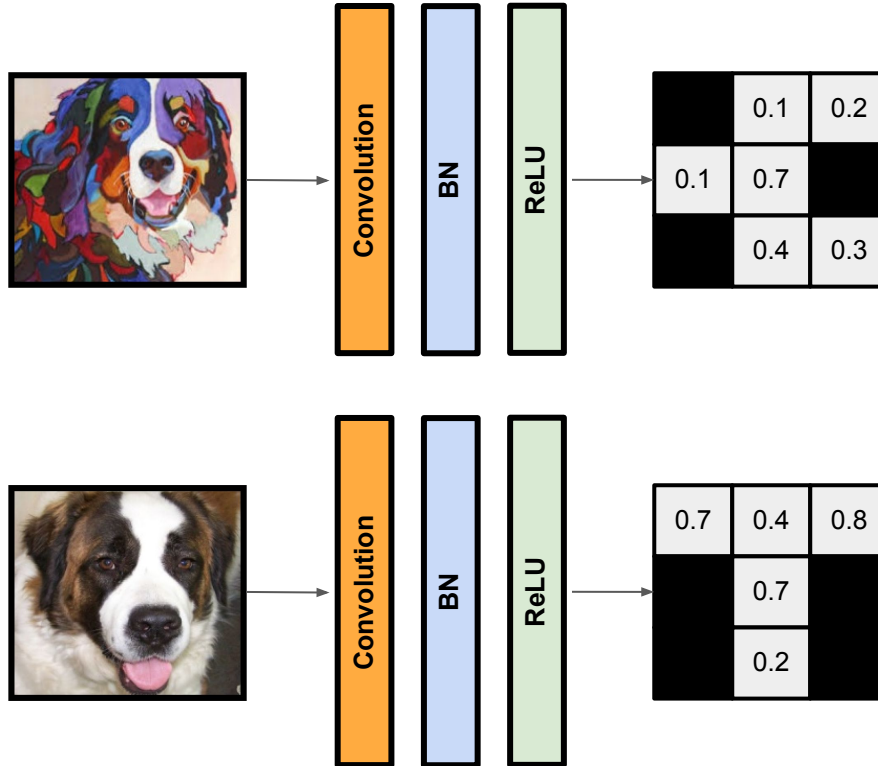 Convolution
BN
ReLU
0.1 0.2
0.1 0.7
0.4 0.3
Convolution
BN
ReLU
0.7 0.4 0.8
0.7
0.2